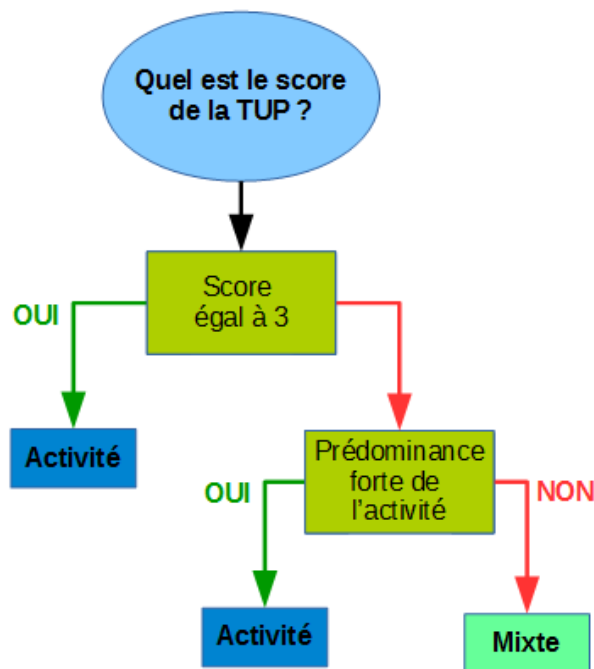 Quel est le score
de la TUP ?
Score
égal à 3
OUI
Activité
Prédominance
forte de
l'activité
OUI
NON
Activité
Mixte